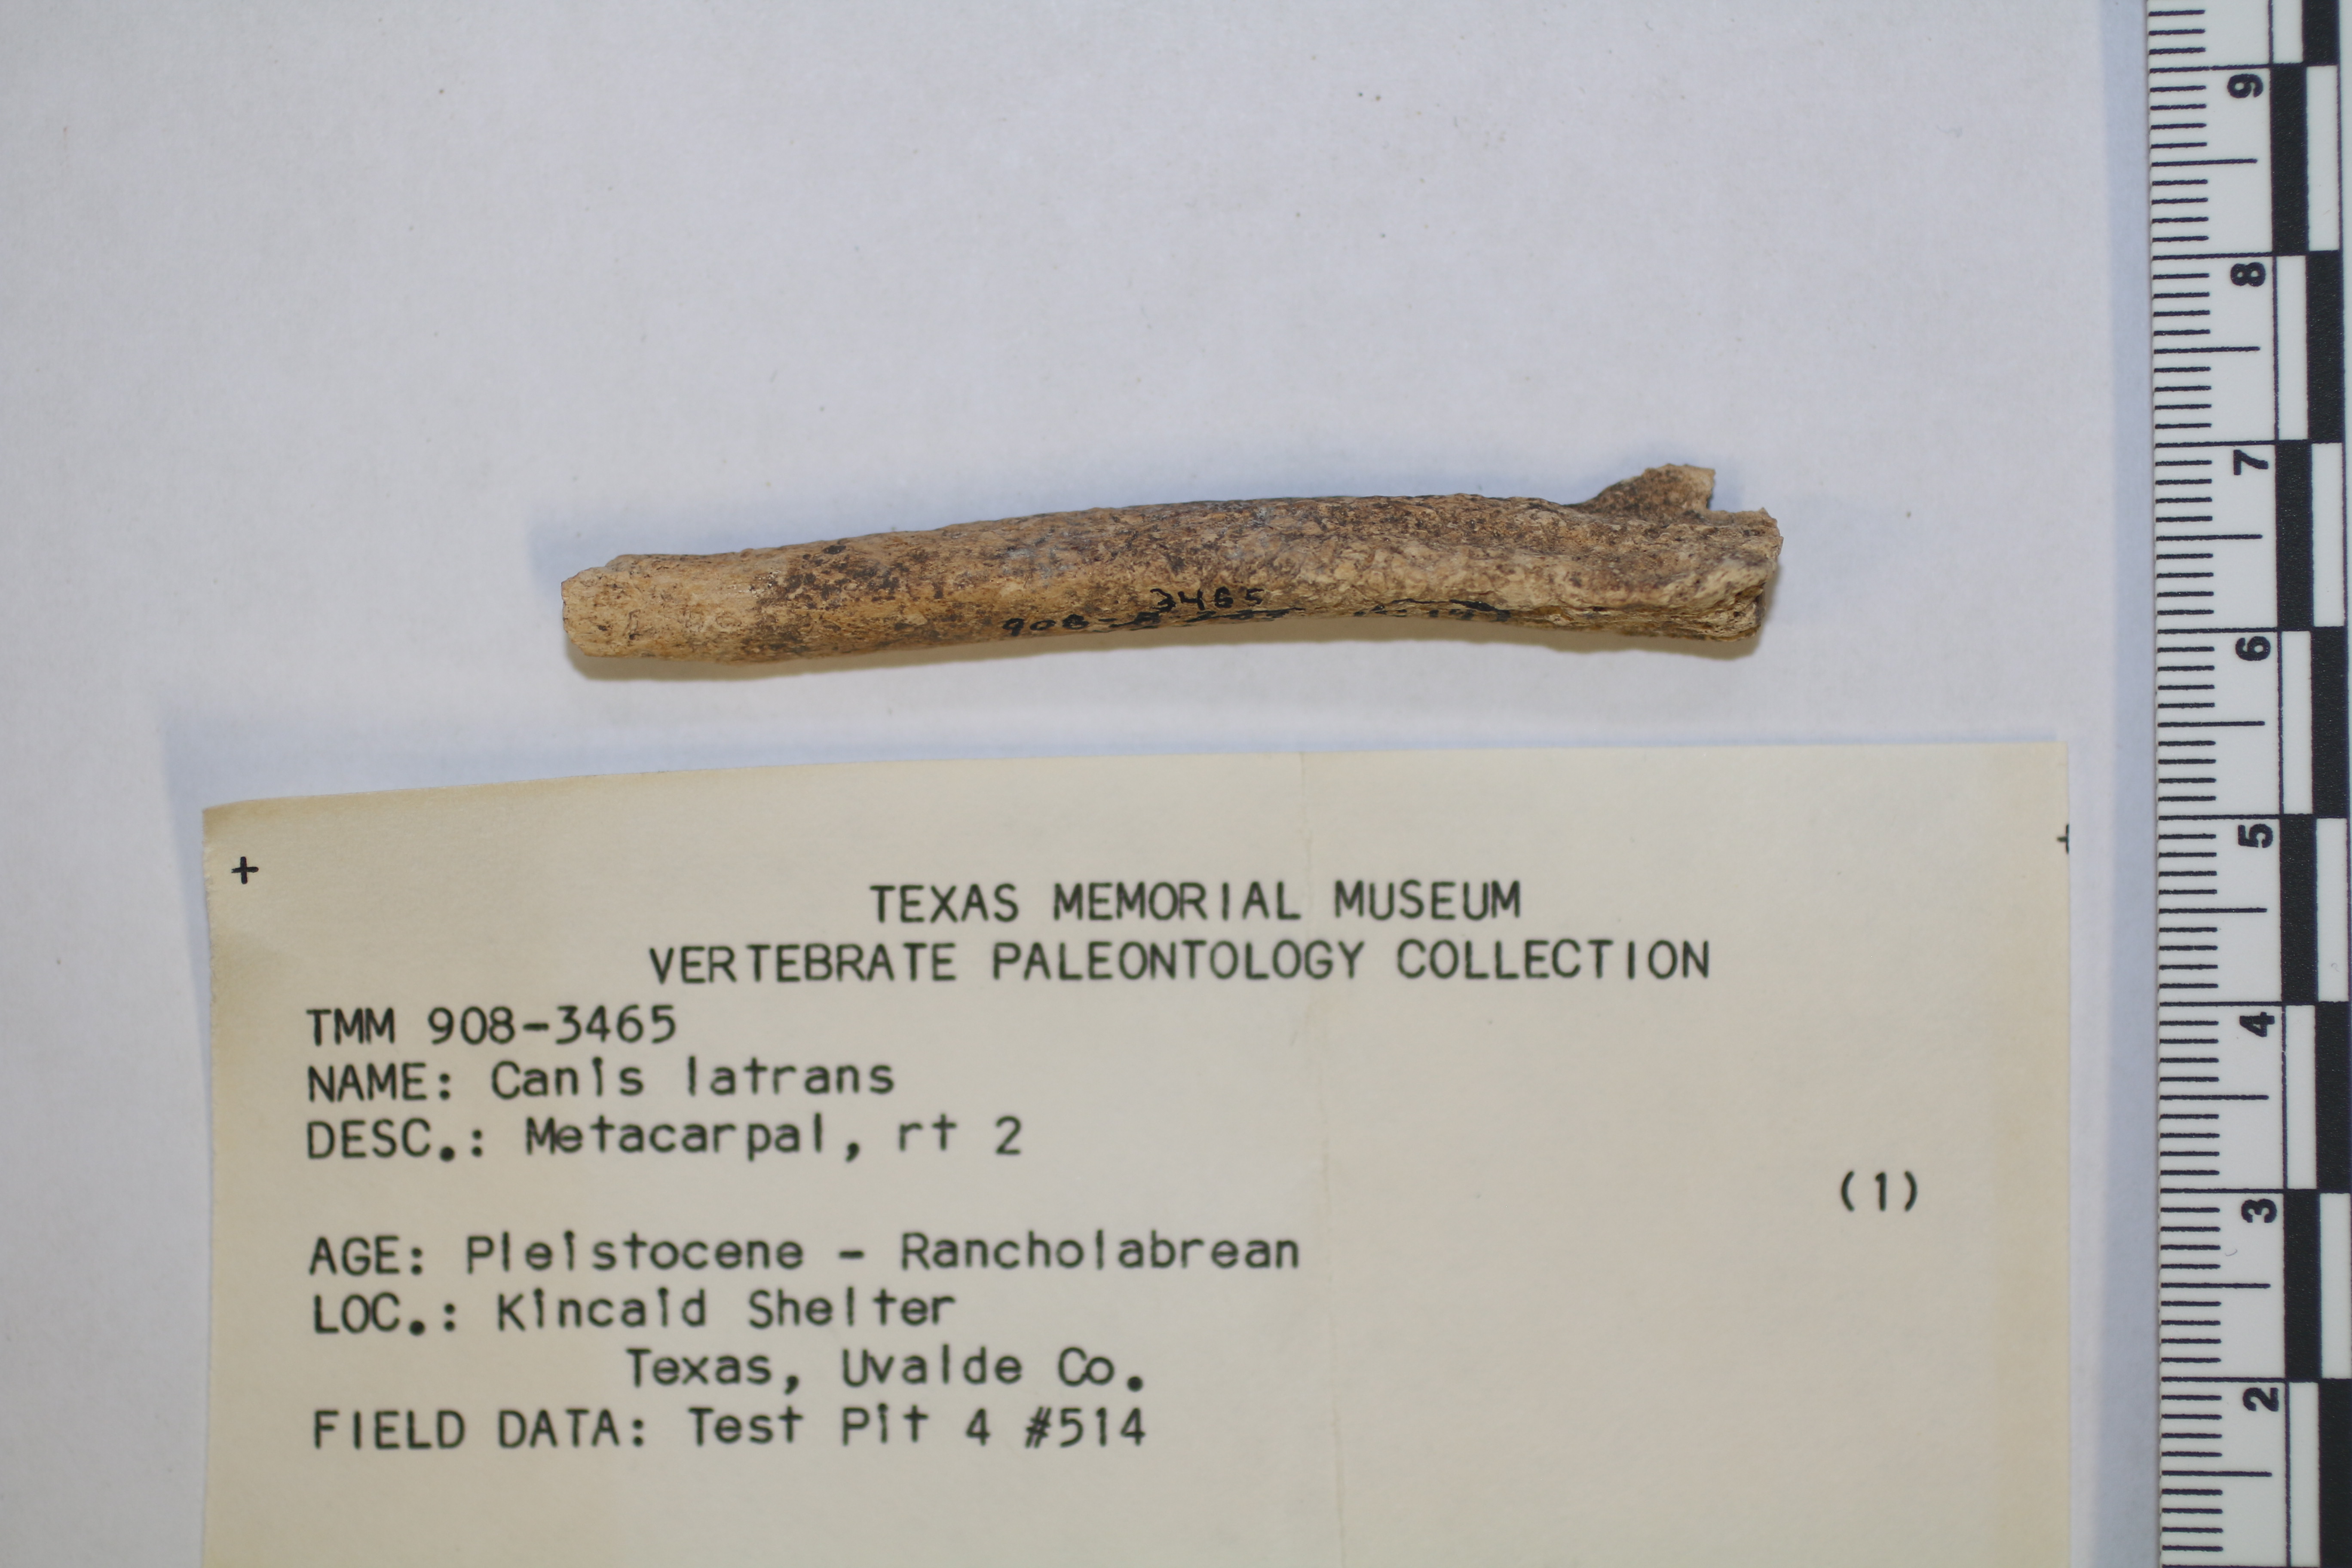 3465
908-
TEXAS MEMORIAL MUSEUM
VERTEBRATE PALEONTOLOGY COLLECTION
TMM 908-3465
NAME: Canis latrans
DESC.: Metacarpal, rt 2
(1)
AGE: Pleistocene - Rancholabrean
LOC.: Kincaid Shelter
Texas, Uvalde Co.
FIELD DATA: Test Pit 4 #514
9
8
7
6
5
4
3
2